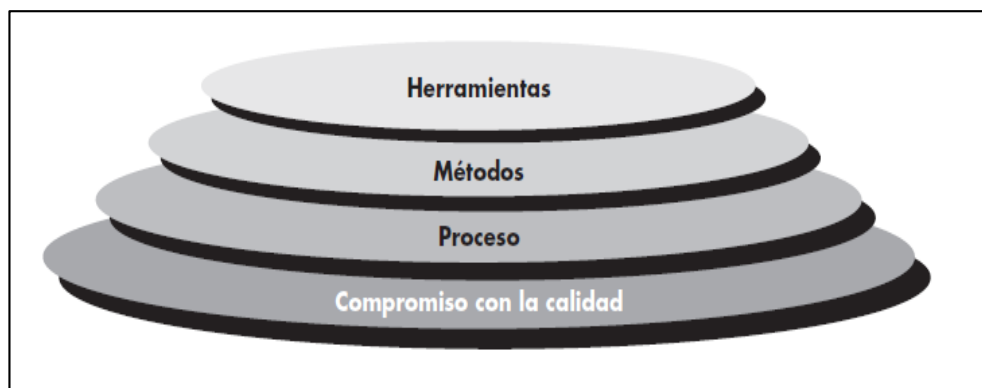 Herramientas
Métodos
Proceso
Compromiso con la calidad